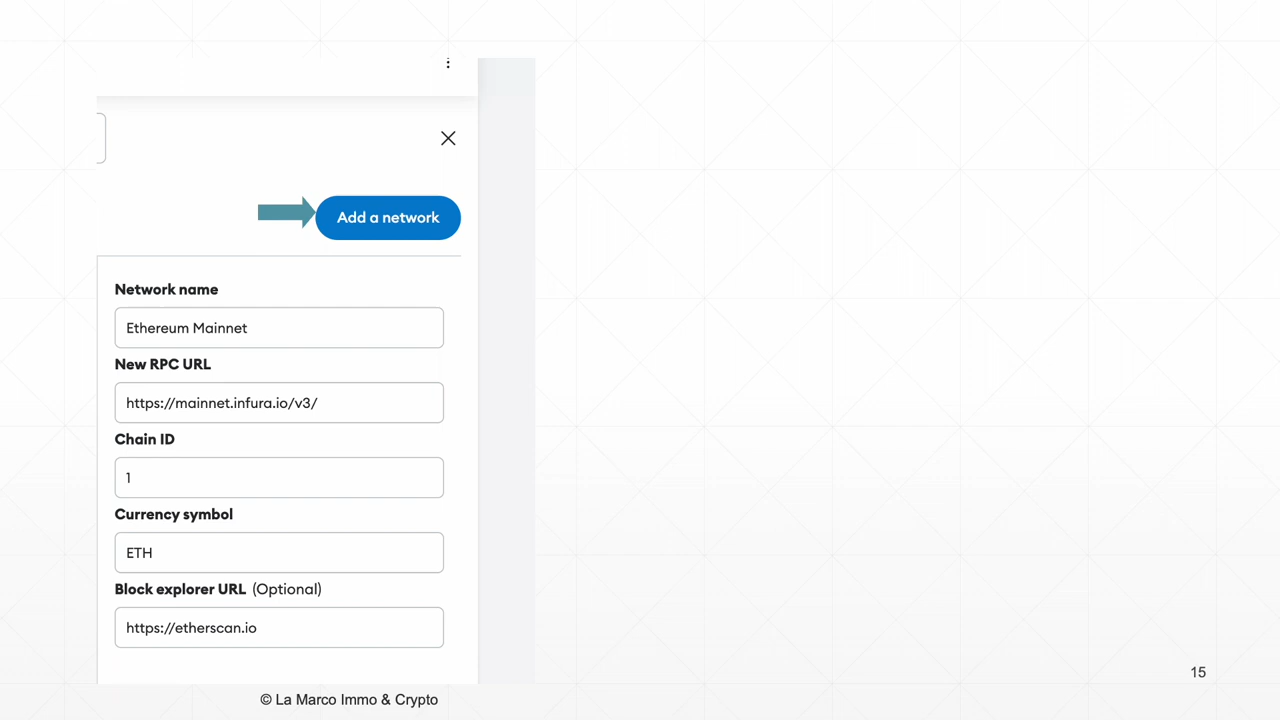 Add a network
Network name
Ethereum Mainnet
New RPC URL
https://mainnet.infura.io/v3/
Chain ID
1
Currency symbol
ETH
Block explorer URL (Optional)
https://etherscan.io
15
© La Marco Immo & Crypto